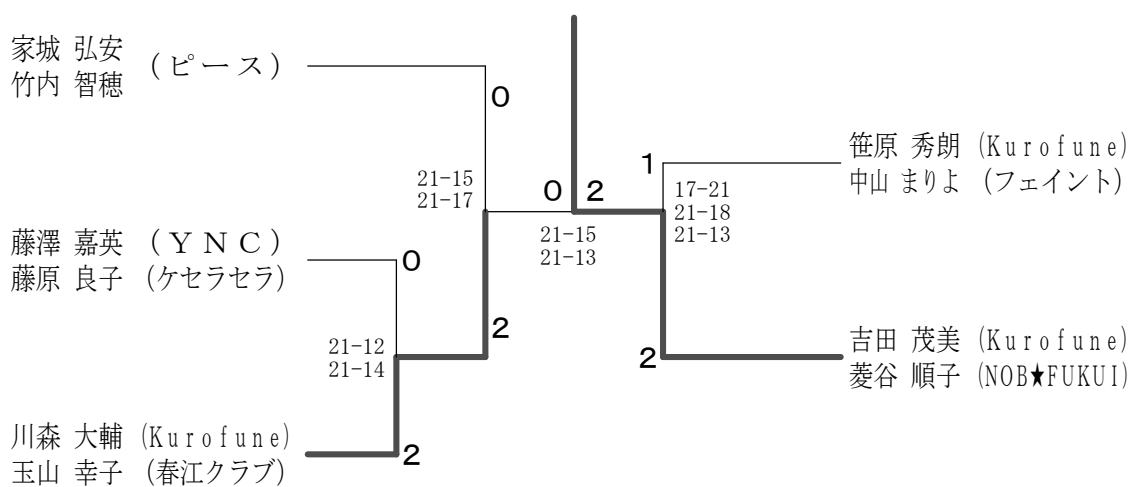 家城 弘安
竹内 智穂
(ピース)
0
21-15
21-17
藤澤 嘉英 (YNC)
藤原 良子 (ケセラセラ)
0
21-12
21-14
2
川森 大輔 (Kurofune)
玉山 幸子 (春江クラブ)
2
0 2
21-15
21-13
1
17-21
21-18
21-13
笹原 秀朗 (Kurofune)
中山 まりよ (フェイント)
2
吉田 茂美 (Kurofune)
菱谷 順子 (NOB★FUKUI)